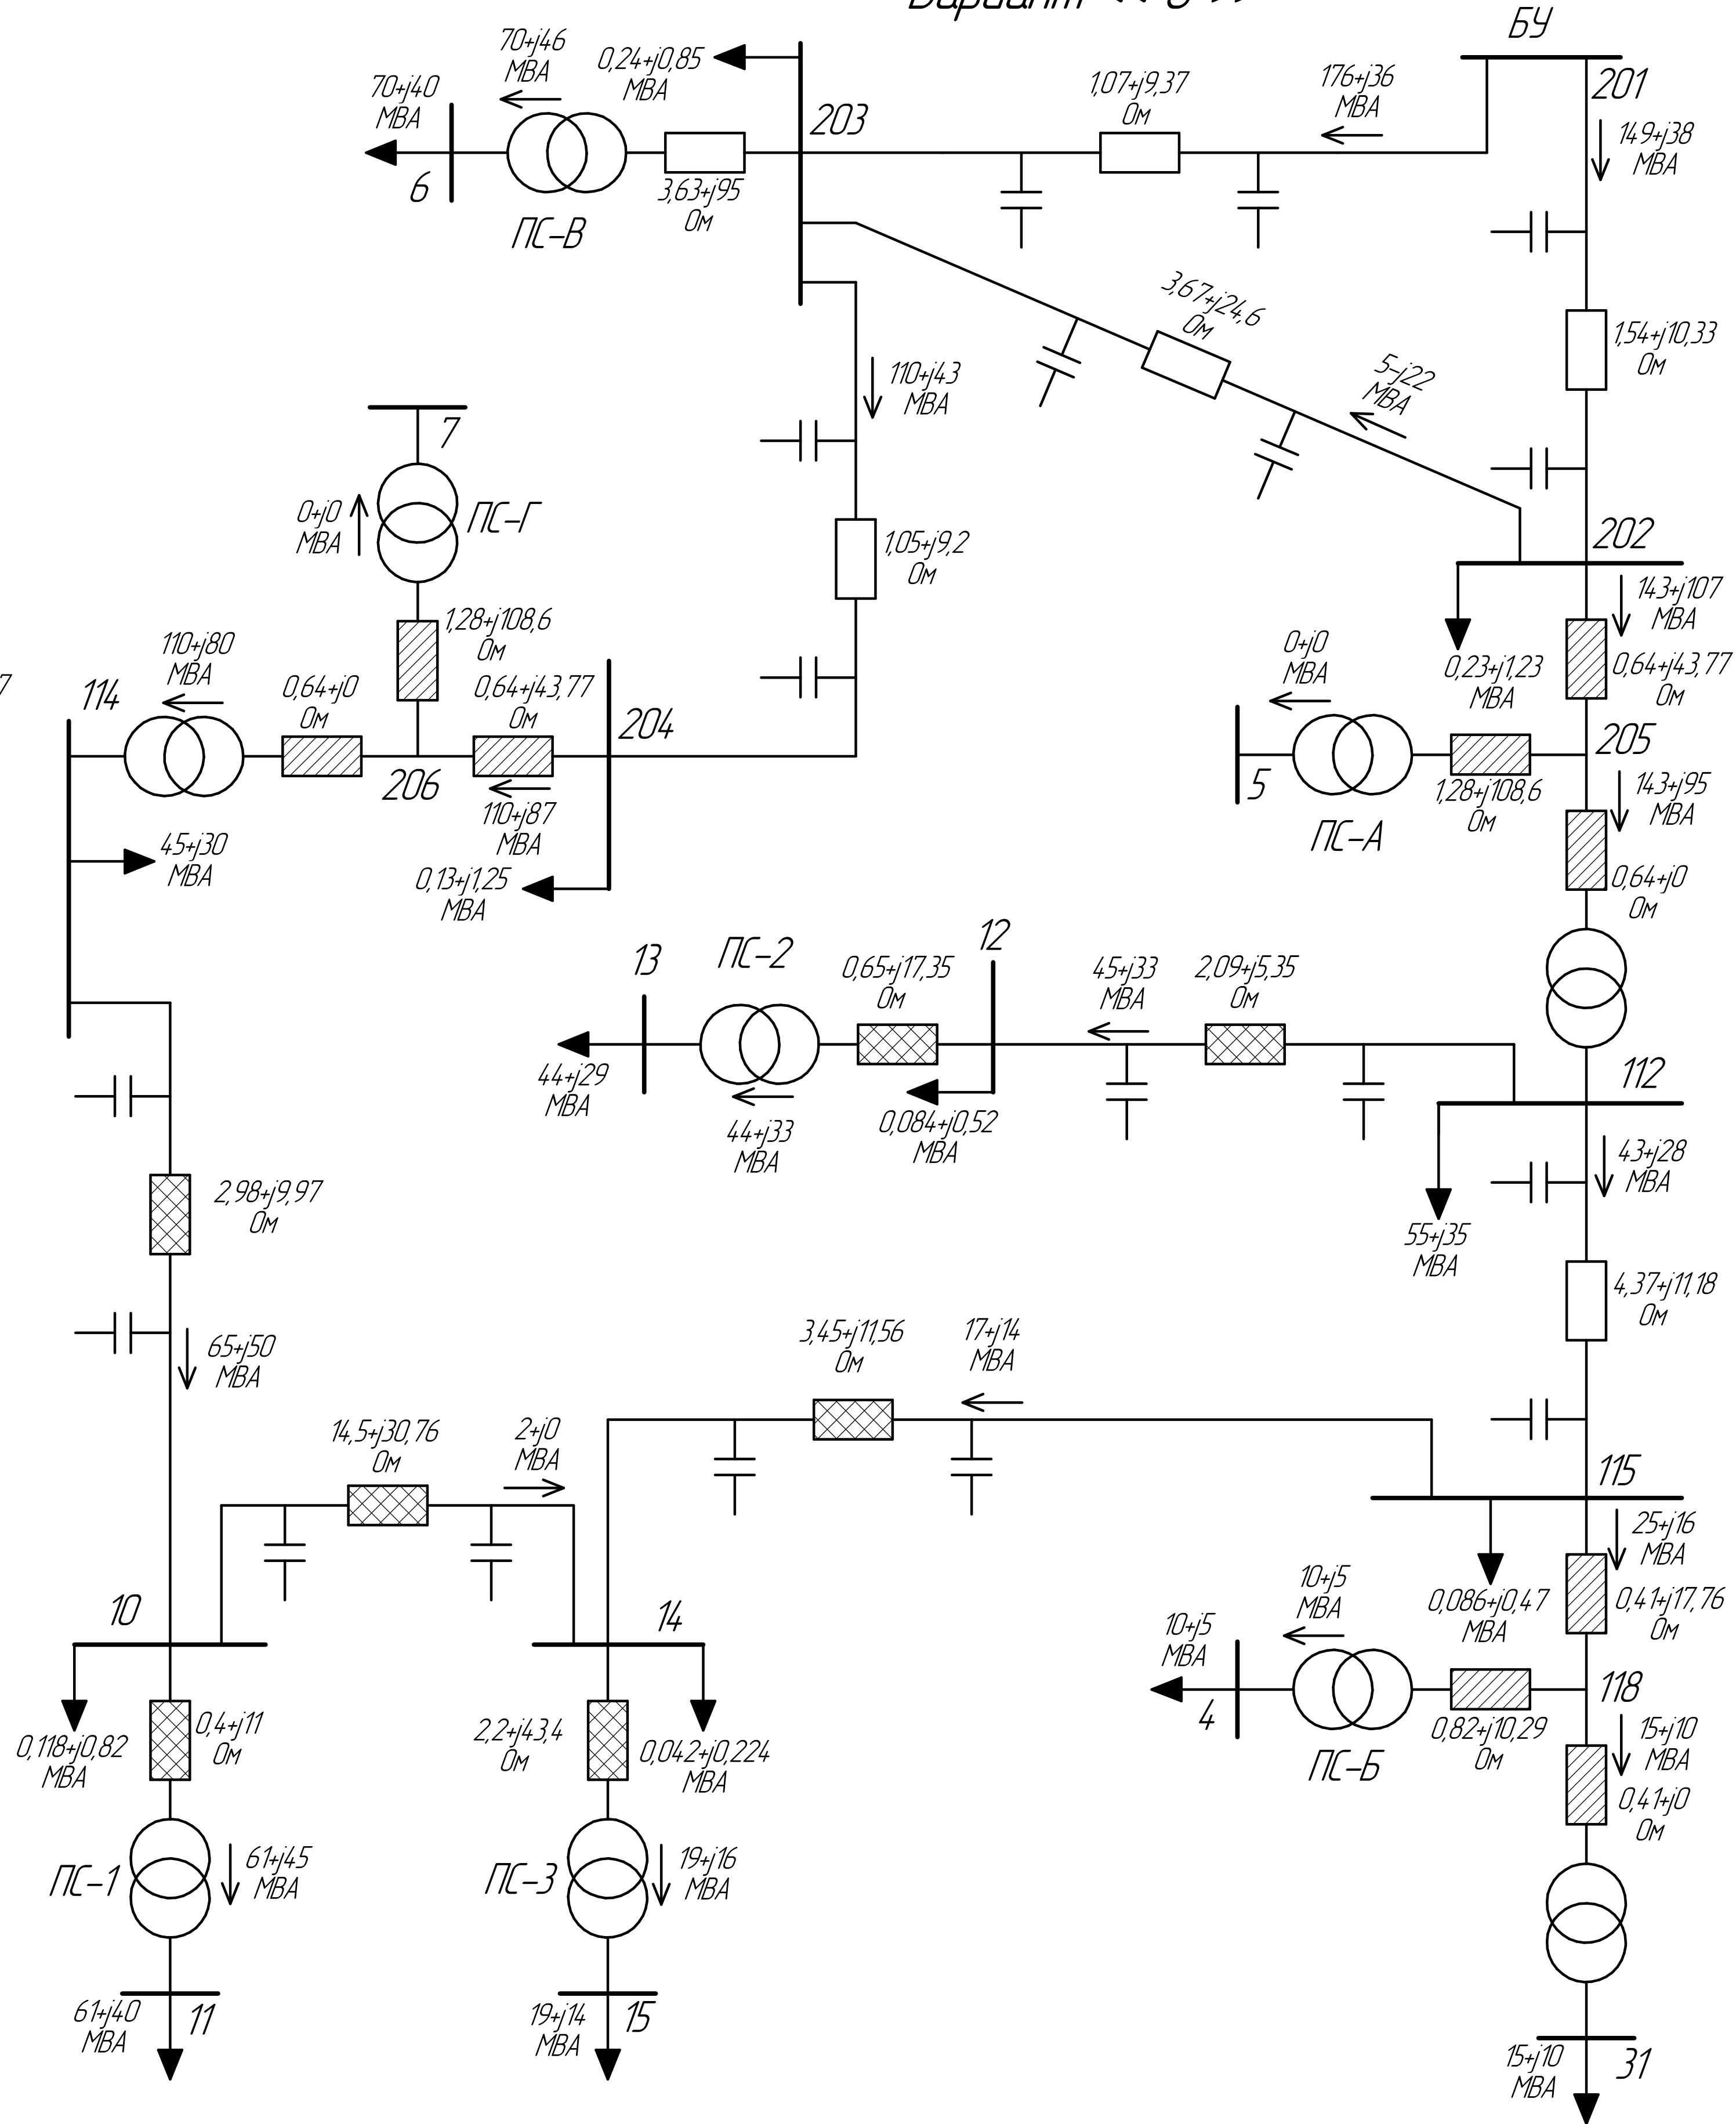 БУ
201
176+j36
МВА
149+j38
МВА
1,07+j9,37
Ом
203
0,24+j0,85
МВА
70+j46
МВА
70+j40
МВА
6
ПС-В
3,63+j95
Ом
1,54+j10,33
Ом
3,67+j24,6
Ом
5-j22
МВА
110+j43
МВА
7
ПС-Г
0+j0
МВА
1,05+j9,2
Ом
202
143+j107
МВА
0,23+j1,23
МВА
0,64+j43,77
Ом
1,28+j108,6
Ом
110+j80
МВА
114
0,64+j0
Ом
0,64+j43,77
Ом
204
206
110+j87
МВА
0,13+j1,25
МВА
45+j30
МВА
0+j0
МВА
205
5
1,28+j108,6
Ом
ПС-А
143+j95
МВА
0,64+j0
Ом
13
ПС-2
0,65+j17,35
Ом
12
45+j33
МВА
2,09+j5,35
Ом
44+j29
МВА
44+j33
МВА
0,084+j0,52
МВА
112
55+j35
МВА
43+j28
МВА
4,37+j11,18
Ом
2,98+j9,97
Ом
65+j50
МВА
3,45+j11,56
Ом
17+j14
МВА
14,5+j30,76
Ом
2+j0
МВА
115
25+j16
МВА
0,086+j0,47
МВА
0,41+j17,76
Ом
10
14
10+j5
МВА
10+j5
МВА
4
118
0,82+j10,29
Ом
ПС-Б
15+j10
МВА
0,41+j0
Ом
0,118+j0,82
МВА
0,4+j11
Ом
2,2+j43,4
Ом
0,042+j0,224
МВА
ПС-1
61+j45
МВА
ПС-3
19+j16
МВА
61+j40
МВА
11
19+j14
МВА
15
15+j10
МВА
31